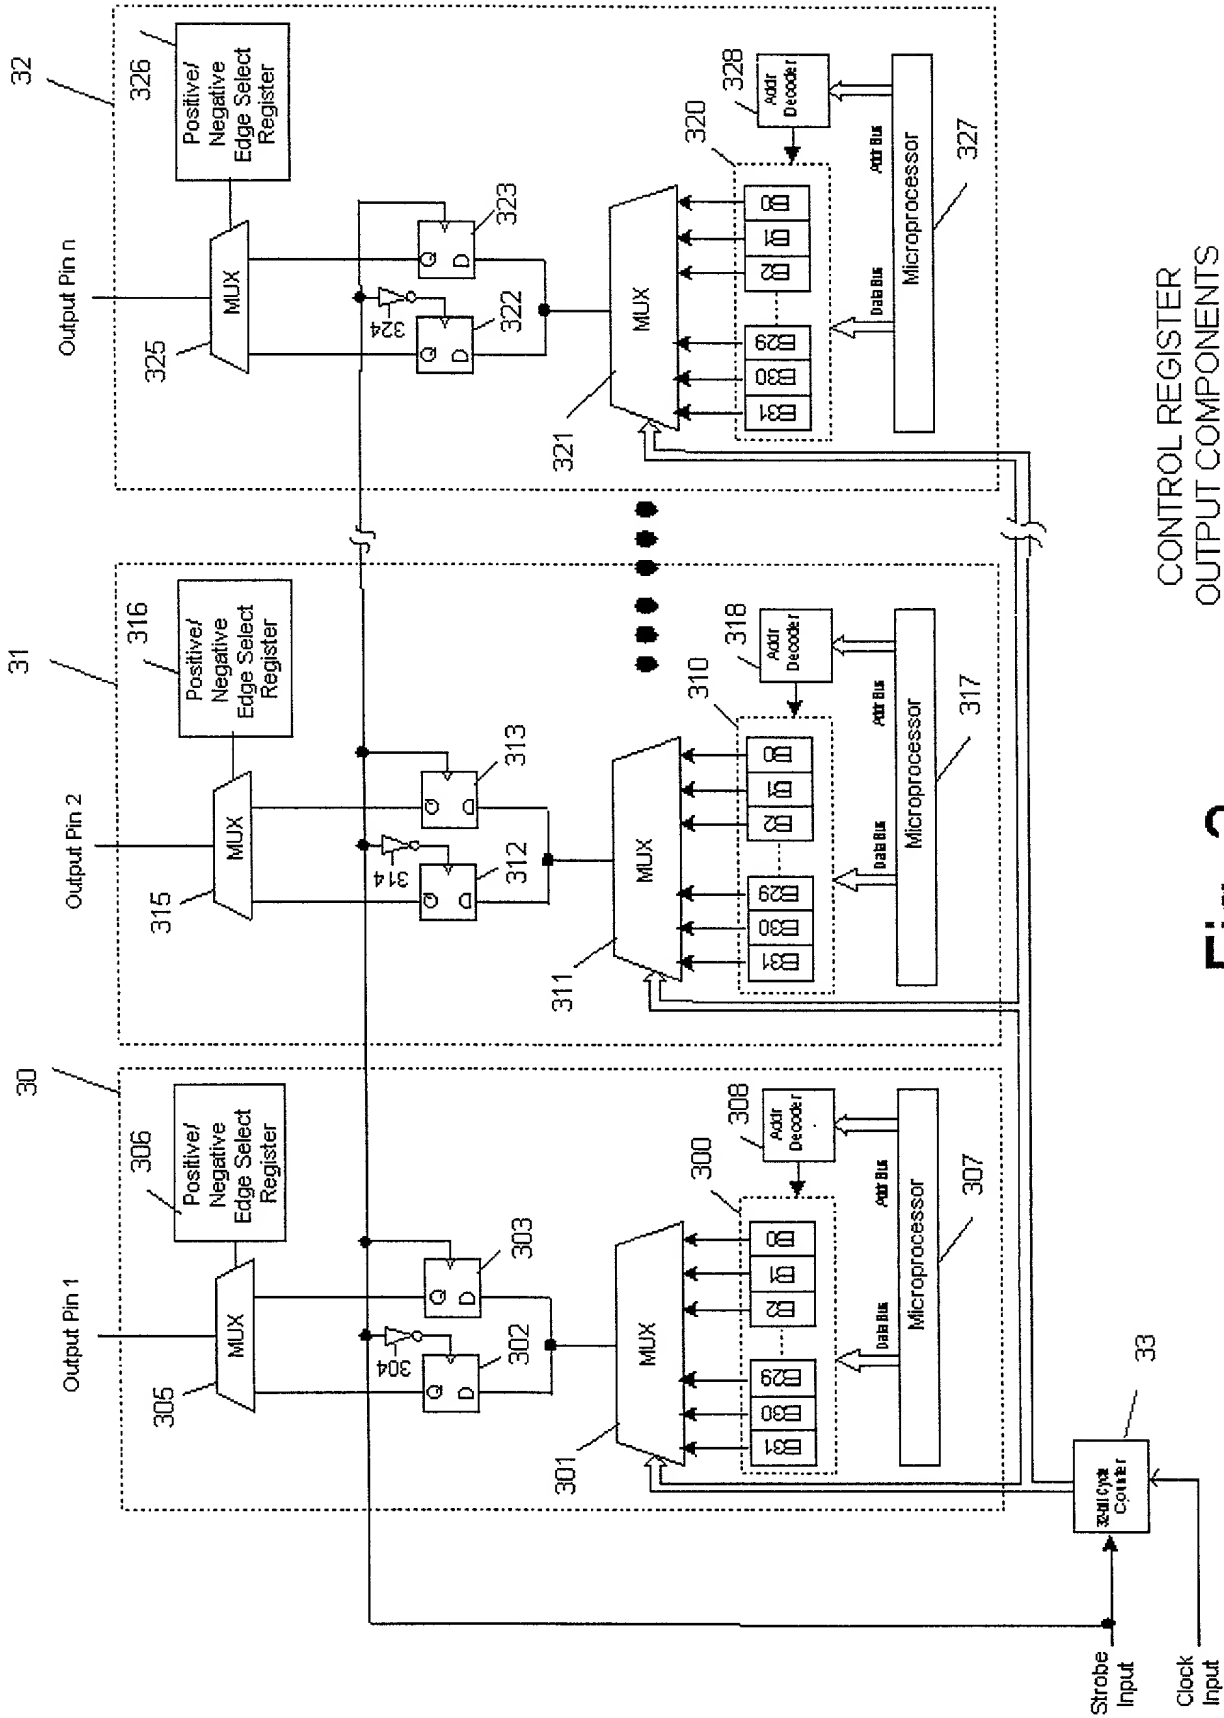 32
326
Positive/
Negative
Edge Select
Register
Output Pin n
MUX
325
Q
D
323
324
Q
D
322
MUX
321
320
B0
B1
B2
B29
B30
B31
328
Addr
Decoder
Addr Bus
Data Bus
Microprocessor
327
31
316
Positive/
Negative
Edge Select
Register
Output Pin 2
MUX
315
Q
D
313
314
Q
D
312
MUX
311
310
B0
B1
B2
B29
B30
B31
318
Addr
Decoder
Addr Bus
Data Bus
Microprocessor
317
30
306
Positive/
Negative
Edge Select
Register
Output Pin 1
MUX
305
Q
D
303
304
Q
D
302
MUX
301
300
B0
B1
B2
B29
B30
B31
308
Addr
Decoder
Addr Bus
Data Bus
Microprocessor
307
33
32-bit Cycle
Counter
Strobe
Input
Clock
Input
CONTROL REGISTER
OUTPUT COMPONENTS